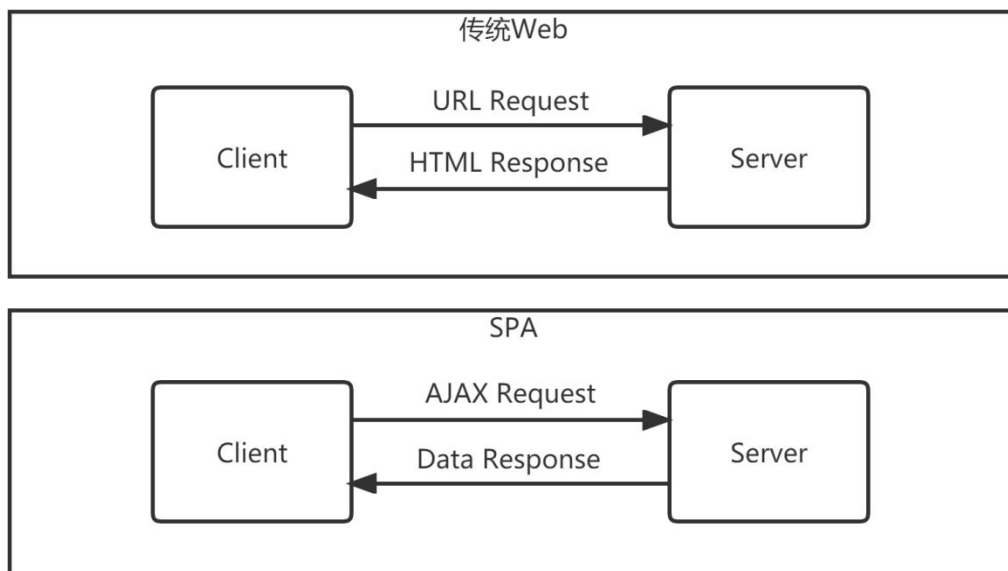 传统Web
URL Request
Client
HTML Response
Server
SPA
AJAX Request
Client
Data Response
Server